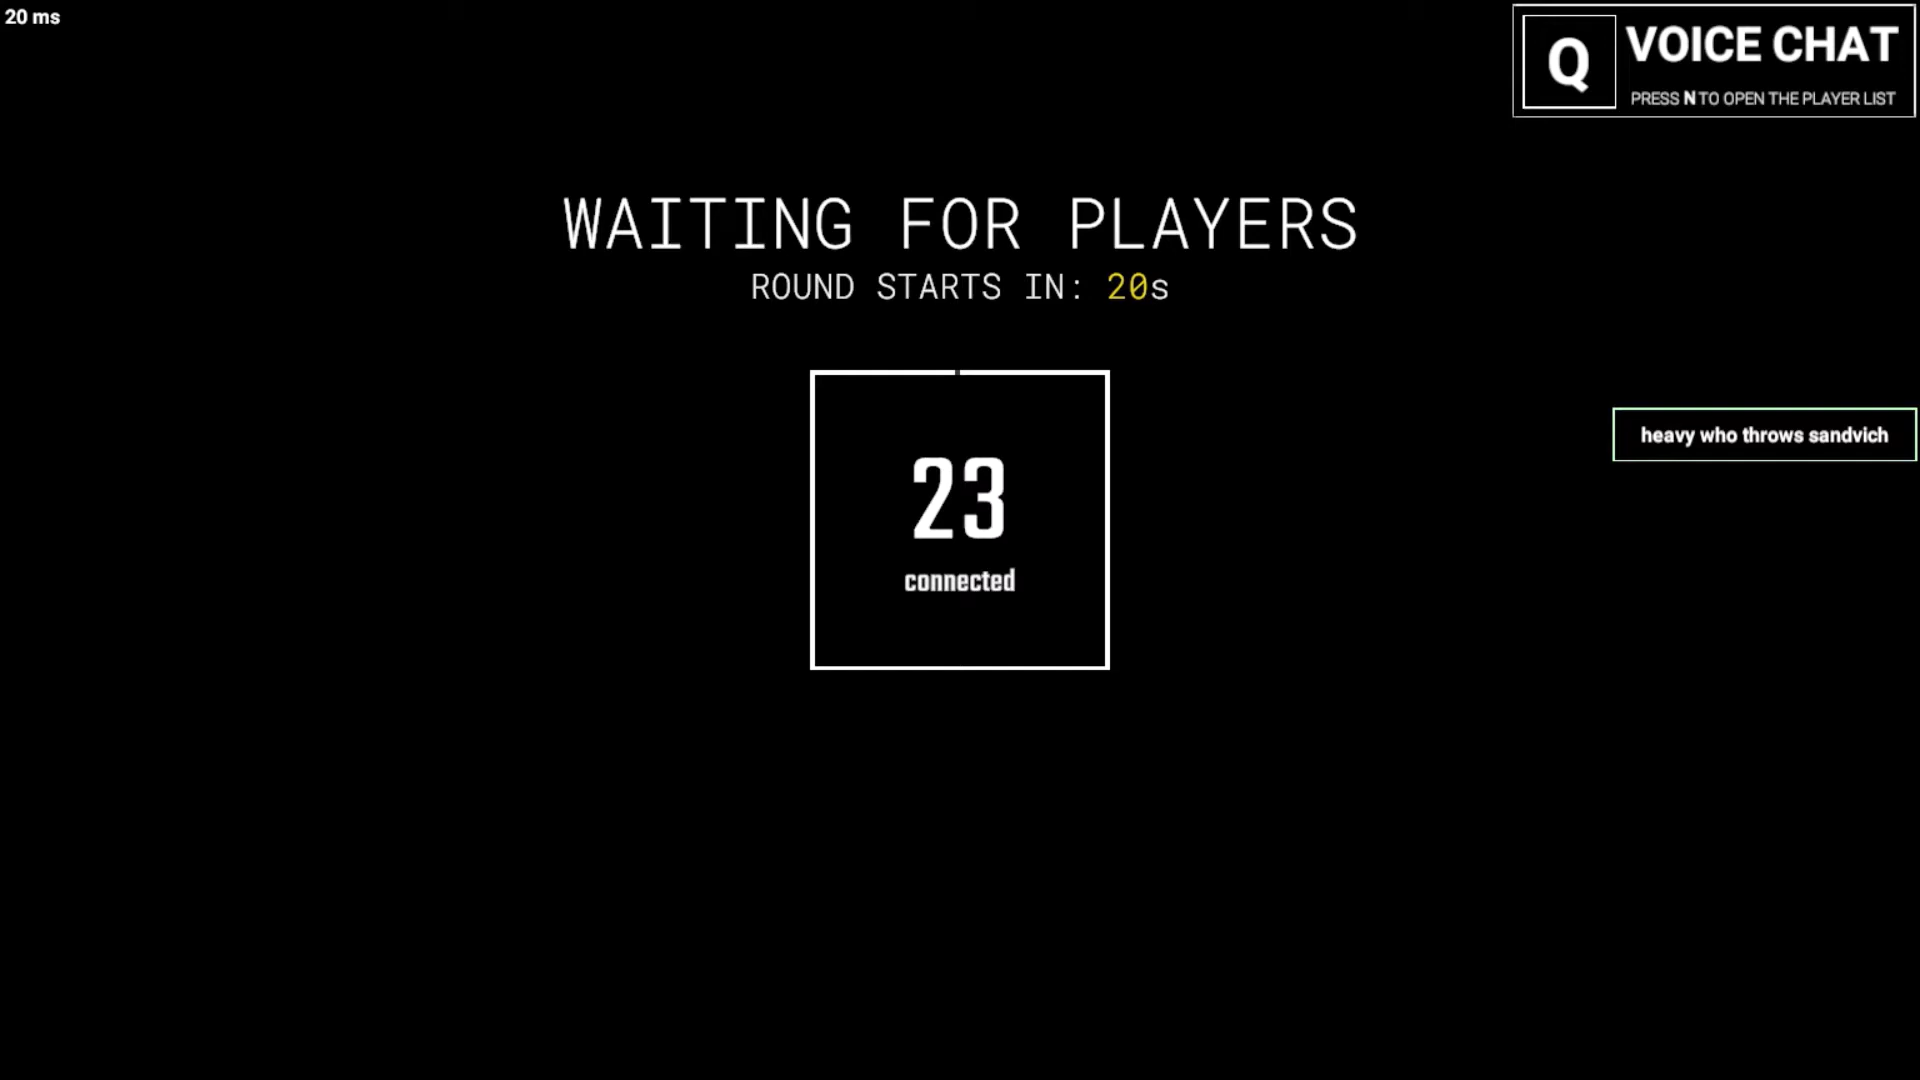 20 ms
Q
VOICE CHAT
PRESS N TO OPEN THE PLAYER LIST
WAITING FOR PLAYERS
ROUND STARTS IN: 20s
23
connected
heavy who throws sandvich